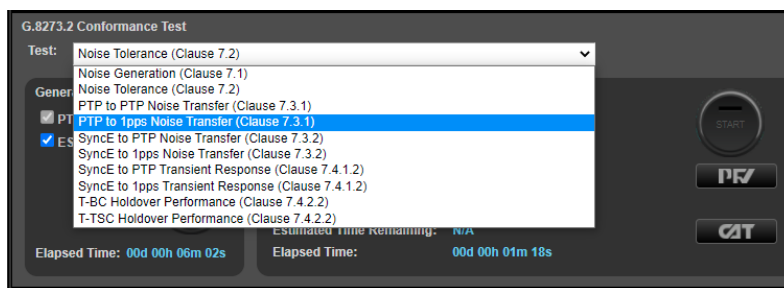 G.8273.2 Conformance Test
Test: Noise Tolerance (Clause 7.2)
Noise Generation (Clause 7.1)
Noise Tolerance (Clause 7.2)
PTP to PTP Noise Transfer (Clause 7.3.1)
PTP to 1pps Noise Transfer (Clause 7.3.1)
SyncE to PTP Noise Transfer (Clause 7.3.2)
SyncE to 1pps Noise Transfer (Clause 7.3.2)
SyncE to PTP Transient Response (Clause 7.4.1.2)
SyncE to 1pps Transient Response (Clause 7.4.1.2)
T-BC Holdover Performance (Clause 7.4.2.2)
T-TSC Holdover Performance (Clause 7.4.2.2)
START
PFV
CAT
Estimated Time Remaining: N/A
Elapsed Time: 00d 00h 06m 02s
Elapsed Time: 00d 00h 01m 18s